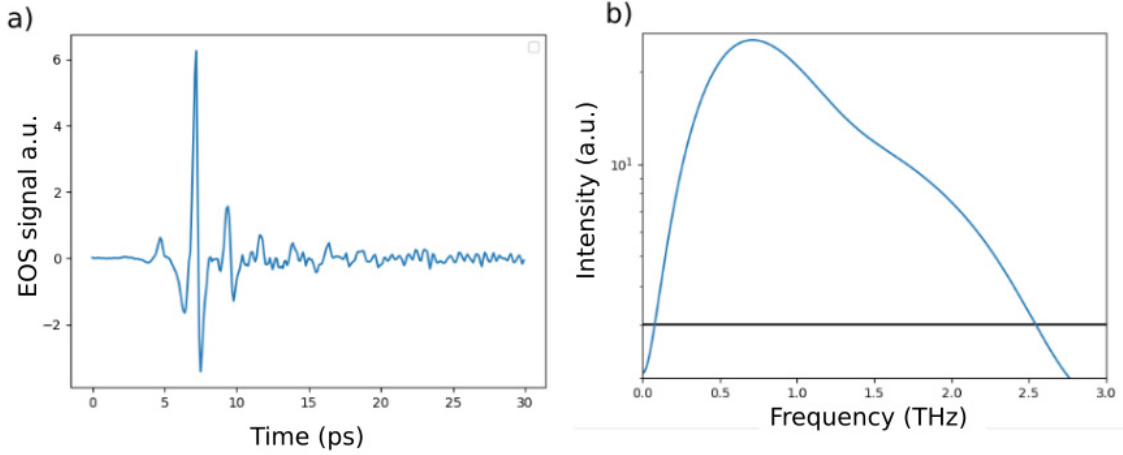 a)
EOS signal a.u.
6
4
2
0
−2
0 5 10 15 20 25 30
Time (ps)
b)
Intensity (a.u.)
10¹
0.0 0.5 1.0 1.5 2.0 2.5 3.0
Frequency (THz)